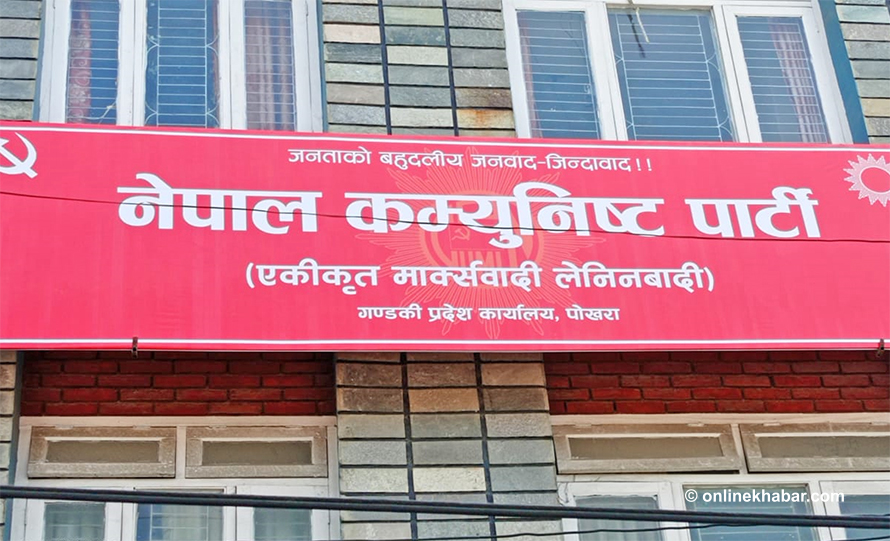 जनताको बहुदलीय जनवाद-जिन्दावाद!!
नेपाल कम्युनिष्ट पार्टी
(एकीकृत मार्क्सवादी लेनिनबादी)
गण्डकी प्रदेश कार्यालय, पोखरा
© onlinekhabar.com